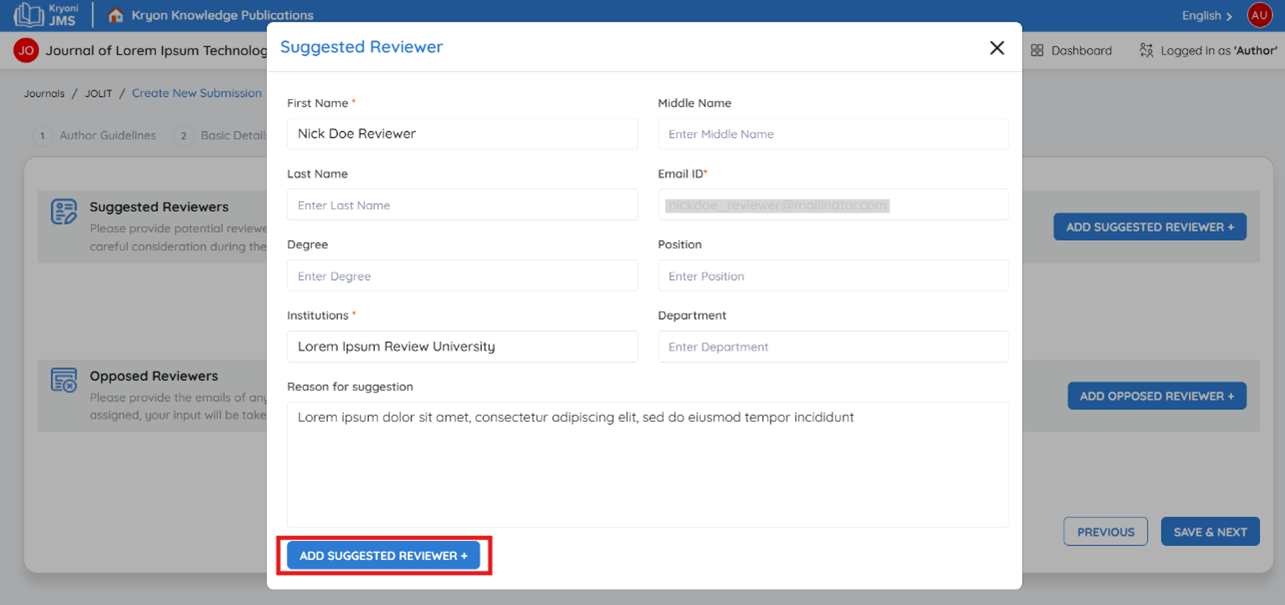 Kryoni JMS
Kryon Knowledge Publications
English
AU
JO
Journal of Lorem Ipsum Technolog
Dashboard
Logged in as 'Author'
Journals / JOLIT / Create New Submission
1 Author Guidelines
2 Basic Detail
Suggested Reviewers
Please provide potential reviewe
careful consideration during the
ADD SUGGESTED REVIEWER +
Opposed Reviewers
Please provide the emails of any
assigned, your input will be take
ADD OPPOSED REVIEWER +
PREVIOUS
SAVE & NEXT
Suggested Reviewer
First Name *
Nick Doe Reviewer
Middle Name
Enter Middle Name
Last Name
Enter Last Name
Email ID*
nickdoe_reviewer@mailinator.com
Degree
Enter Degree
Position
Enter Position
Institutions *
Lorem Ipsum Review University
Department
Enter Department
Reason for suggestion
Lorem ipsum dolor sit amet, consectetur adipiscing elit, sed do eiusmod tempor incididunt
ADD SUGGESTED REVIEWER +